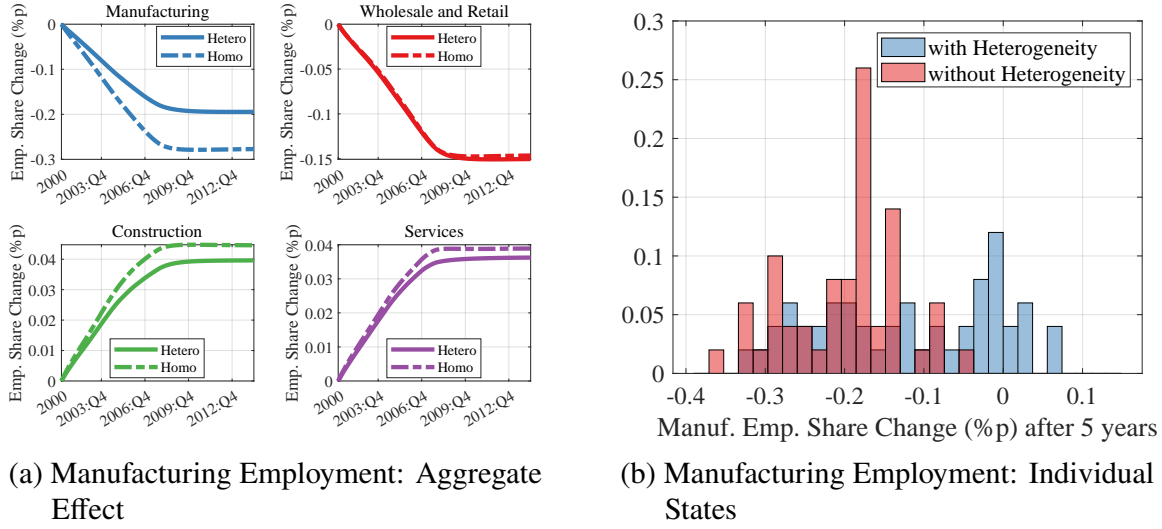 Manufacturing
Emp. Share Change (%p)
0
-0.1
-0.2
-0.3
Hetero
Homo
2000
2003:Q4
2006:Q4
2009:Q4
2012:Q4
Wholesale and Retail
Emp. Share Change (%p)
0
-0.05
-0.1
-0.15
Hetero
Homo
2000
2003:Q4
2006:Q4
2009:Q4
2012:Q4
Construction
Emp. Share Change (%p)
0.04
0.03
0.02
0.01
0
Hetero
Homo
2000
2003:Q4
2006:Q4
2009:Q4
2012:Q4
Services
Emp. Share Change (%p)
0.04
0.03
0.02
0.01
0
Hetero
Homo
2000
2003:Q4
2006:Q4
2009:Q4
2012:Q4
(a) Manufacturing Employment: Aggregate
Effect
with Heterogeneity
without Heterogeneity
0.3
0.25
0.2
0.15
0.1
0.05
0
-0.4 -0.3 -0.2 -0.1 0 0.1
Manuf. Emp. Share Change (%p) after 5 years
(b) Manufacturing Employment: Individual
States